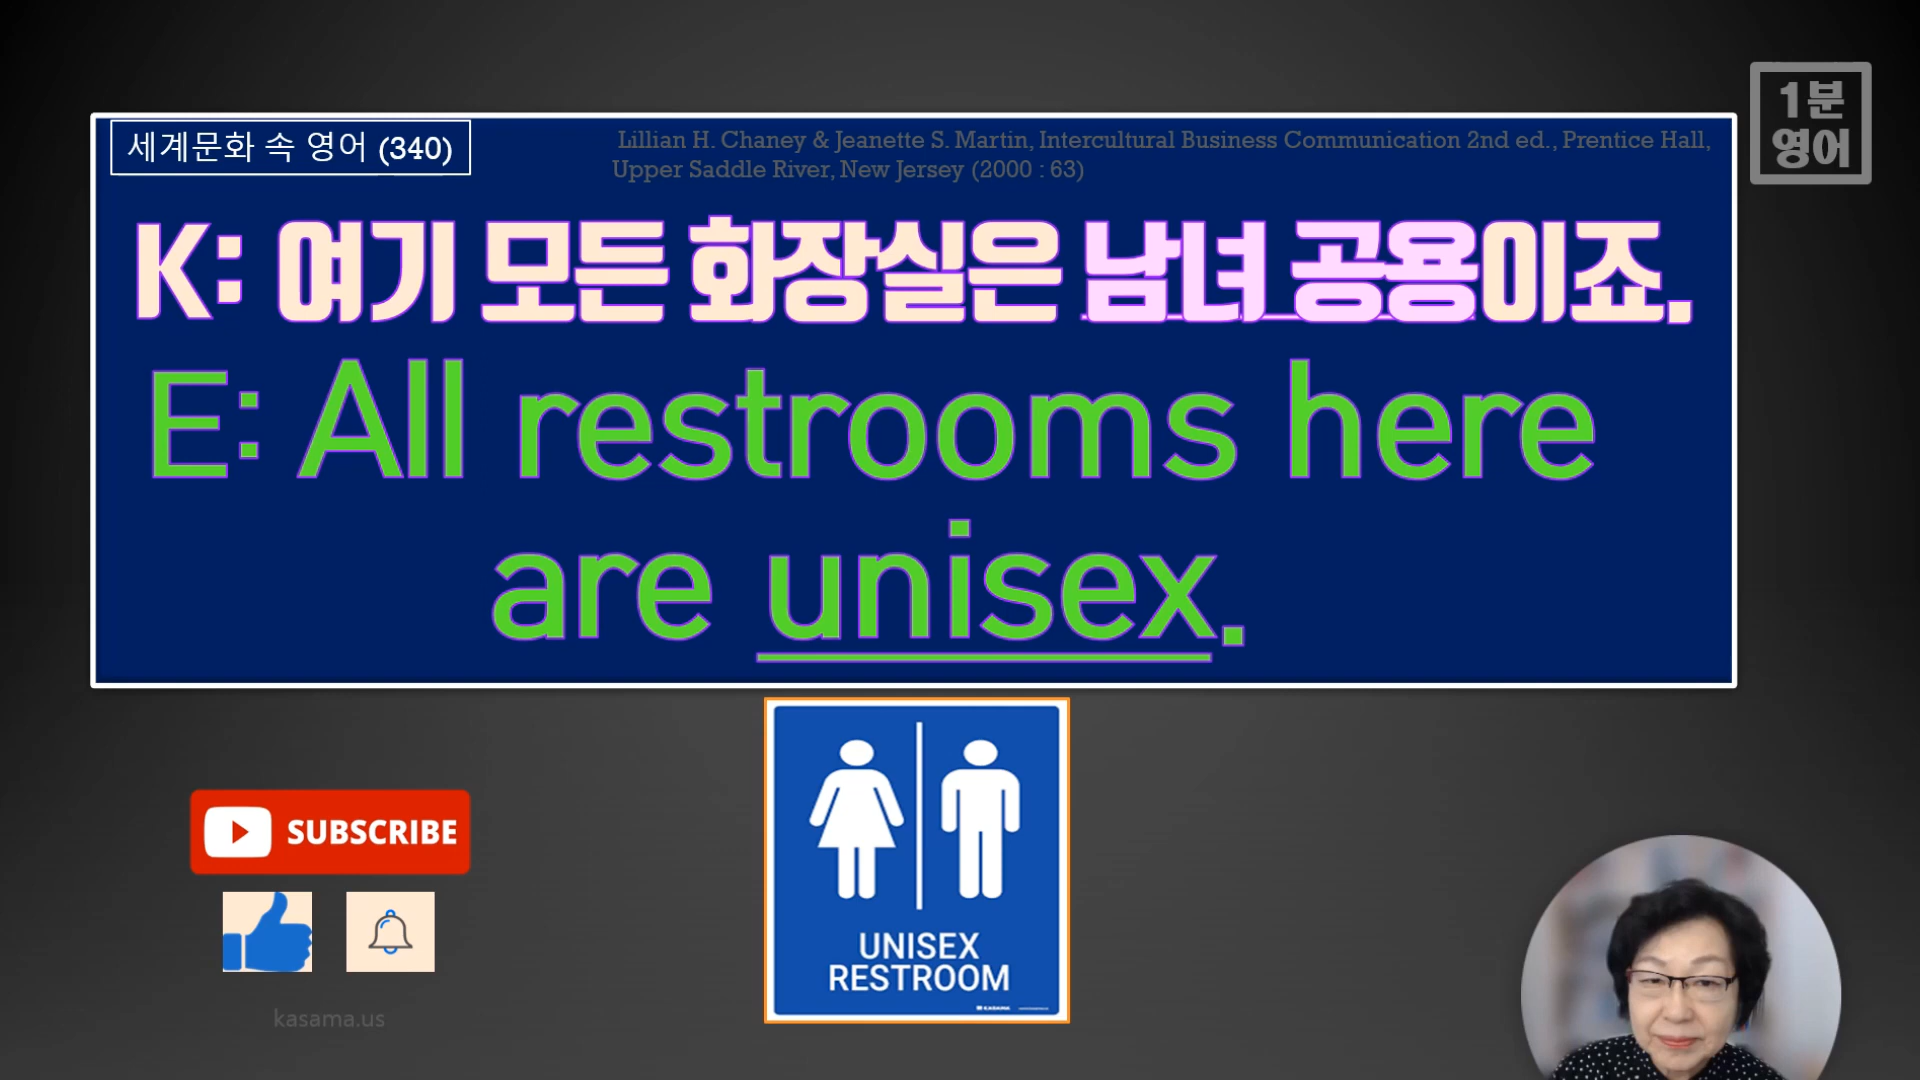 세계문화 속 영어 (340)
Lillian H. Chaney & Jeanette S. Martin, Intercultural Business Communication 2nd ed., Prentice Hall,
Upper Saddle River, New Jersey (2000 : 63)
1분
영어
K: 여기 모든 화장실은 남녀 공용이죠.
E: All restrooms here
are unisex.
SUBSCRIBE
UNISEX
RESTROOM
KASAMA
kasama.us